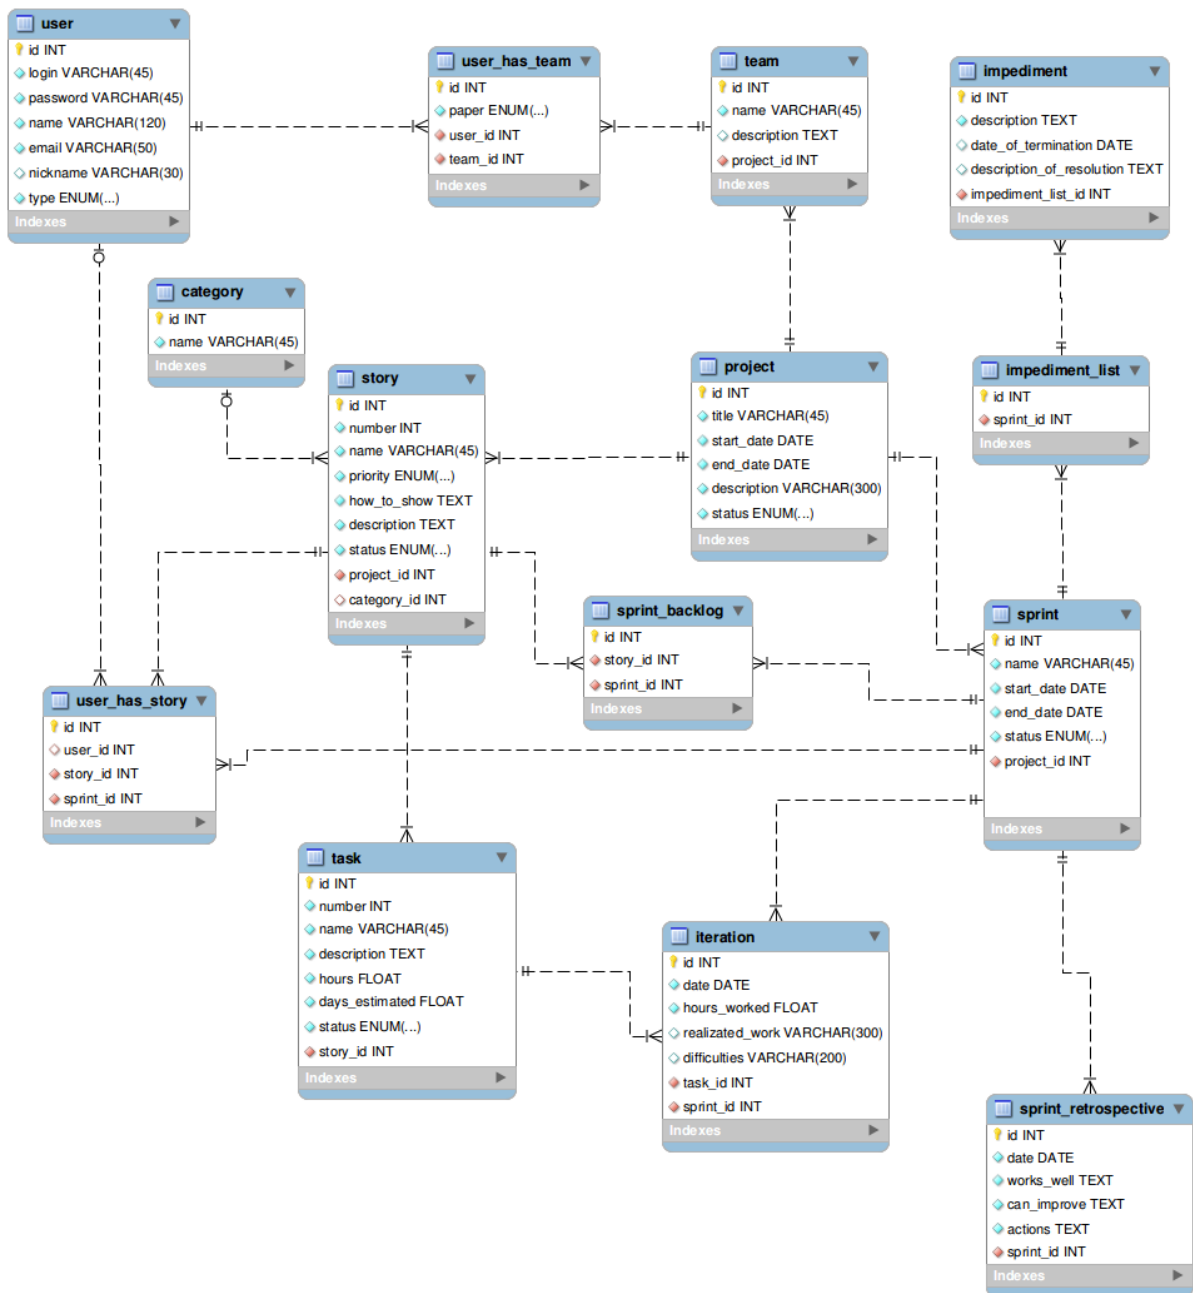 user
id INT
login VARCHAR(45)
password VARCHAR(45)
name VARCHAR(120)
email VARCHAR(50)
nickname VARCHAR(30)
type ENUM(...)
Indexes
user_has_team
id INT
paper ENUM(...)
user_id INT
team_id INT
Indexes
team
id INT
name VARCHAR(45)
description TEXT
project_id INT
Indexes
impediment
id INT
description TEXT
date_of_termination DATE
description_of_resolution TEXT
impediment_list_id INT
Indexes
category
id INT
name VARCHAR(45)
Indexes
story
id INT
number INT
name VARCHAR(45)
priority ENUM(...)
how_to_show TEXT
description TEXT
status ENUM(...)
project_id INT
category_id INT
Indexes
project
id INT
title VARCHAR(45)
start_date DATE
end_date DATE
description VARCHAR(300)
status ENUM(...)
Indexes
impediment_list
id INT
sprint_id INT
Indexes
sprint_backlog
id INT
story_id INT
sprint_id INT
Indexes
sprint
id INT
name VARCHAR(45)
start_date DATE
end_date DATE
status ENUM(...)
project_id INT
Indexes
user_has_story
id INT
user_id INT
story_id INT
sprint_id INT
Indexes
task
id INT
number INT
name VARCHAR(45)
description TEXT
hours FLOAT
days_estimated FLOAT
status ENUM(...)
story_id INT
Indexes
iteration
id INT
date DATE
hours_worked FLOAT
realizated_work VARCHAR(300)
difficulties VARCHAR(200)
task_id INT
sprint_id INT
Indexes
sprint_retrospective
id INT
date DATE
works_well TEXT
can_improve TEXT
actions TEXT
sprint_id INT
Indexes